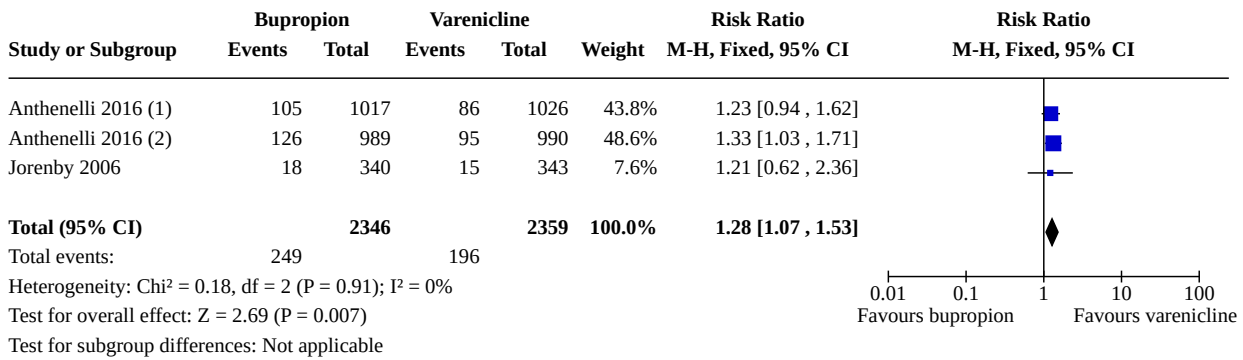 Bupropion Varenicline Risk Ratio Risk Ratio
Study or Subgroup Events Total Events Total Weight M-H, Fixed, 95% CI M-H, Fixed, 95% CI
Anthenelli 2016 (1) 105 1017 86 1026 43.8% 1.23 [0.94 , 1.62]
Anthenelli 2016 (2) 126 989 95 990 48.6% 1.33 [1.03 , 1.71]
Jorenby 2006 18 340 15 343 7.6% 1.21 [0.62 , 2.36]
Total (95% CI) 2346 2359 100.0% 1.28 [1.07 , 1.53]
Total events: 249 196
Heterogeneity: Chi² = 0.18, df = 2 (P = 0.91); I² = 0%
0.01 0.1 1 10 100
Test for overall effect: Z = 2.69 (P = 0.007) Favours bupropion Favours varenicline
Test for subgroup differences: Not applicable